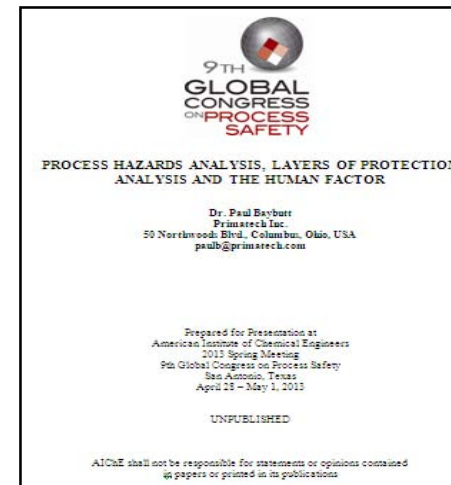 9TH
GLOBAL
CONGRESS
ON PROCESS
SAFETY
PROCESS HAZARDS ANALYSIS, LAYERS OF PROTECTION
ANALYSIS AND THE HUMAN FACTOR
Dr. Paul Baybutt
Primatech Inc.
50 Northwoods Blvd., Columbus, Ohio, USA
paulb@primatech.com
Prepared for Presentation at
American Institute of Chemical Engineers
2013 Spring Meeting
9th Global Congress on Process Safety
San Antonio, Texas
April 28 – May 1, 2013
UNPUBLISHED
AIChE shall not be responsible for statements or opinions contained
in papers or printed in its publications